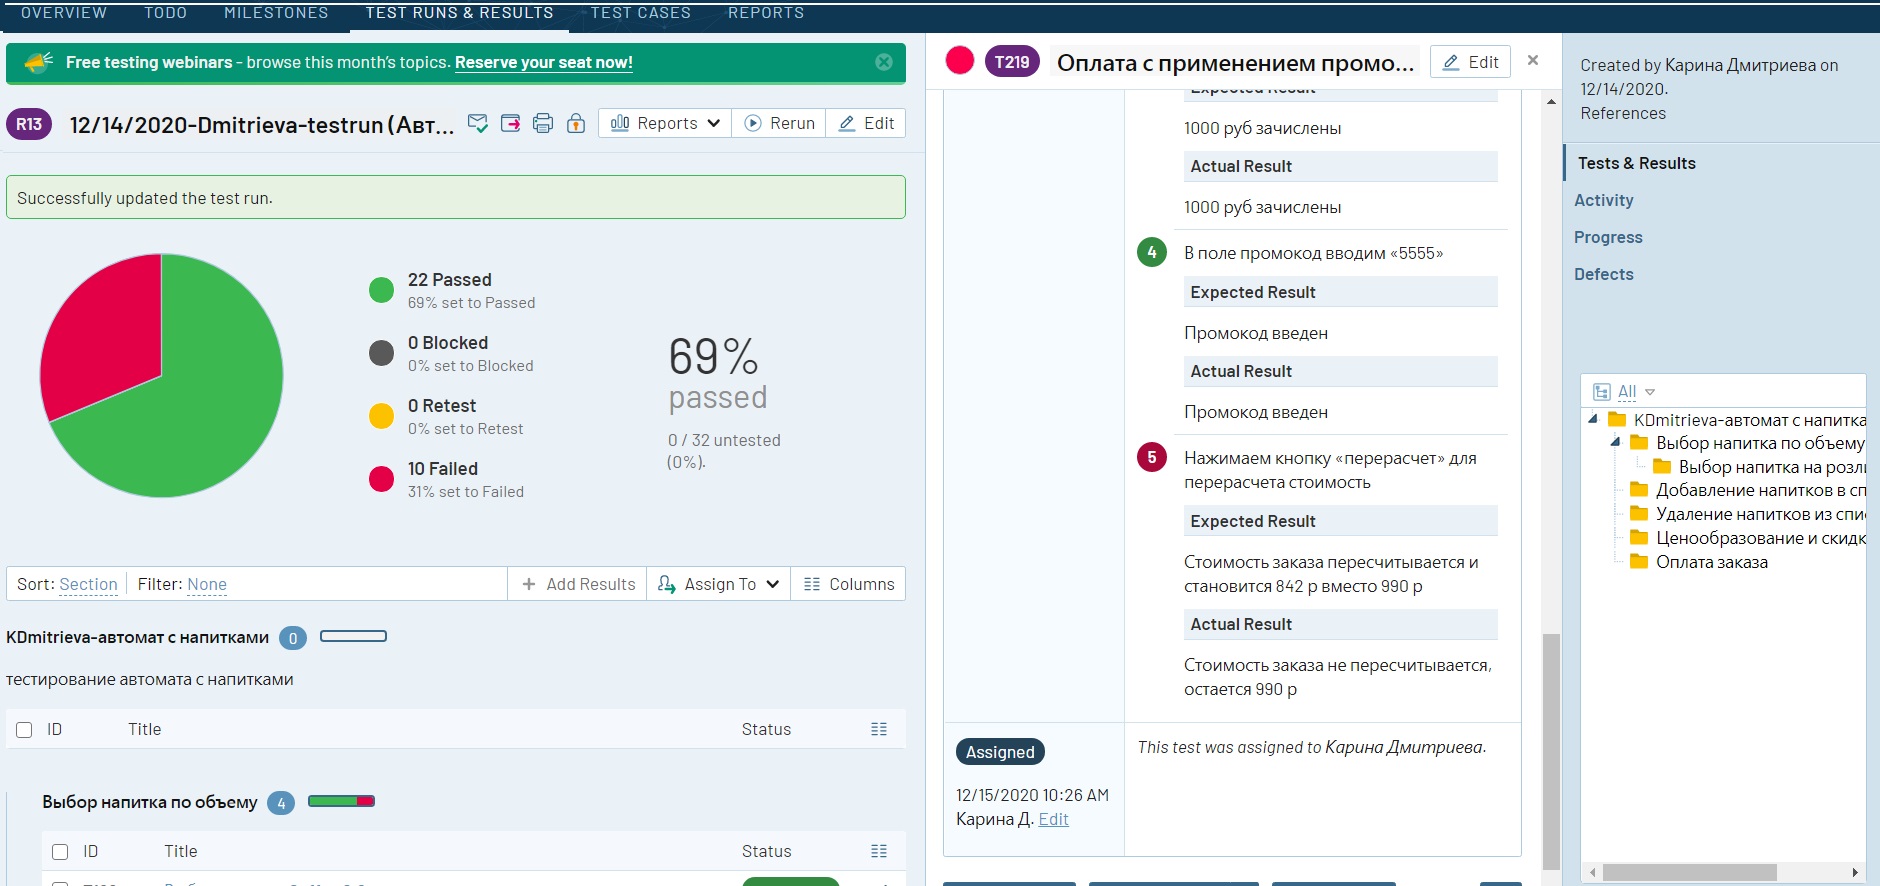 OVERVIEW TODO MILESTONES TEST RUNS & RESULTS TEST CASES REPORTS
Free testing webinars - browse this month's topics. Reserve your seat now!
R13 12/14/2020-Dmitrieva-testrun (Авт...
Reports Rerun Edit
Successfully updated the test run.
22 Passed
69% set to Passed
0 Blocked
0% set to Blocked
0 Retest
0% set to Retest
10 Failed
31% set to Failed
69%
passed
0 / 32 untested
(0%).
Sort: Section Filter: None
Add Results Assign To Columns
KDmitrieva-автомат с напитками 0
тестирование автомата с напитками
ID Title Status
Выбор напитка по объему 4
ID Title Status
T219 Оплата с применением промо... Edit
Expected Result
1000 руб зачислены
Actual Result
1000 руб зачислены
4 В поле промокод вводим «5555»
Expected Result
Промокод введен
Actual Result
Промокод введен
5 Нажимаем кнопку «перерасчет» для
перерасчета стоимость
Expected Result
Стоимость заказа пересчитывается и
становится 842 р вместо 990 р
Actual Result
Стоимость заказа не пересчитывается,
остается 990 р
Assigned
This test was assigned to Карина Дмитриева.
12/15/2020 10:26 AM
Карина Д. Edit
Created by Карина Дмитриева on
12/14/2020.
References
Tests & Results
Activity
Progress
Defects
All
KDmitrieva-автомат с напитка
Выбор напитка по объему
Выбор напитка на розли
Добавление напитков в сп
Удаление напитков из спи
Ценообразование и скидк
Оплата заказа